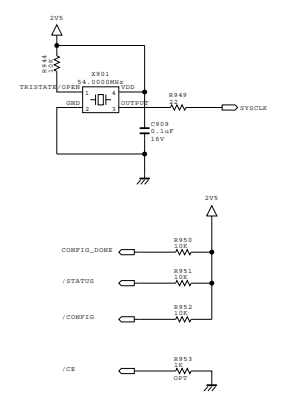 2V5
R944
10K
X901
54.0000MHz
TRISTATE/OPEN
1
4
VDD
GND
2
3
OUTPUT
R949
22
SYSCLK
C909
0.1uF
16V
2V5
CONFIG_DONE
R950
10K
/STATUS
R951
10K
/CONFIG
R952
10K
/CE
R953
1K
OPT